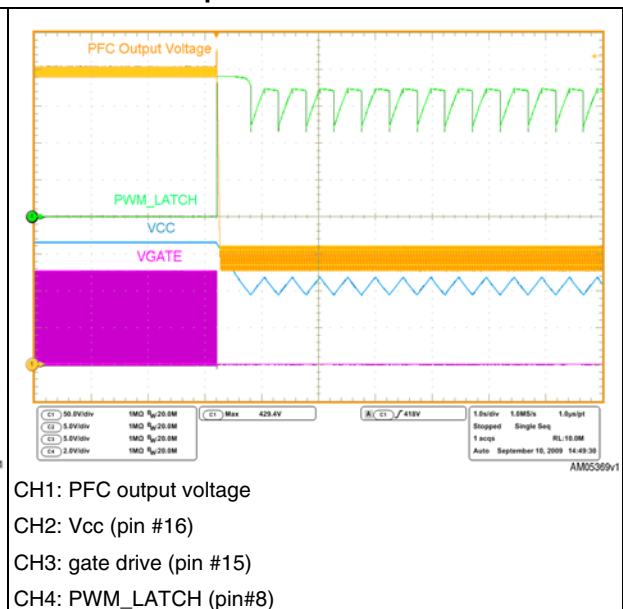 PFC Output Voltage
PWM_LATCH
VCC
VGATE
C1 50.0V/div 1MΩ BW:20.0M
C2 5.0V/div 1MΩ BW:20.0M
C3 5.0V/div 1MΩ BW:20.0M
C4 2.0V/div 1MΩ BW:20.0M
C1 Max 429.4V
A C1 418V
1.0s/div 1.0MS/s 1.0µs/pt
Stopped Single Seq
1 acqs RL:10.0M
Auto September 10, 2009 14:49:30
AM05369v1
CH1: PFC output voltage
CH2: Vcc (pin #16)
CH3: gate drive (pin #15)
CH4: PWM_LATCH (pin#8)